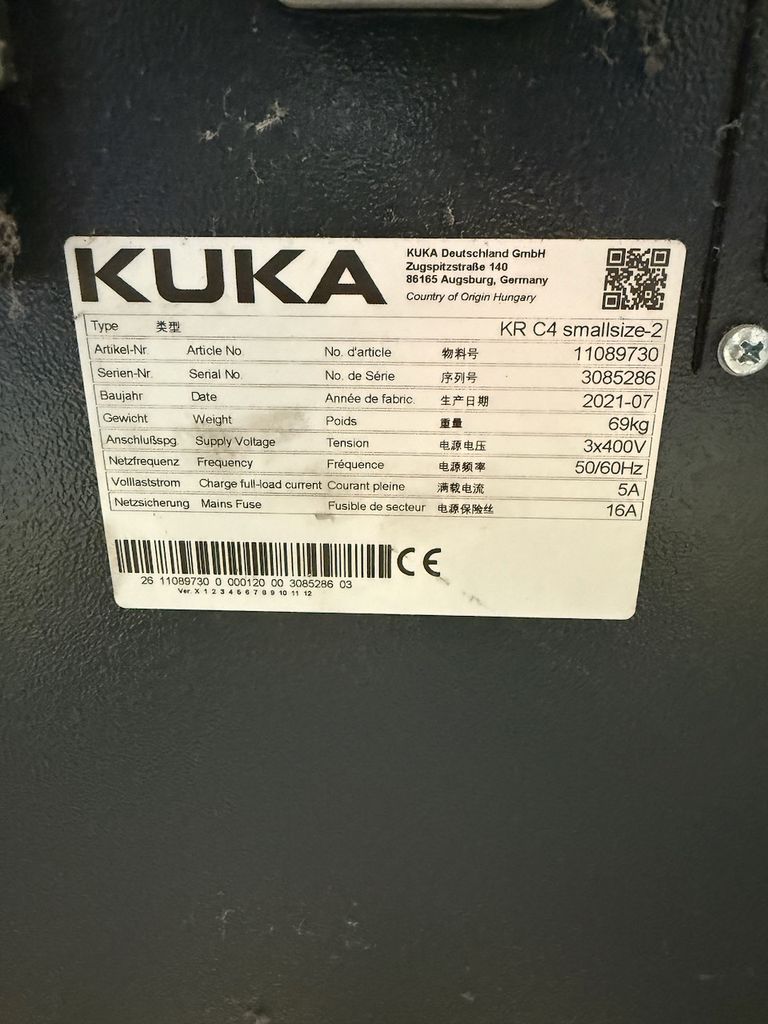 KUKA
KUKA Deutschland GmbH
Zugspitzstraße 140
86165 Augsburg, Germany
Country of Origin Hungary
Type 类型 KR C4 smallsize-2
Artikel-Nr. Article No. No. d'article 物料号 11089730
Serien-Nr. Serial No. No. de Série 序列号 3085286
Baujahr Date Année de fabric. 生产日期 2021-07
Gewicht Weight Poids 重量 69kg
Anschlußspg. Supply Voltage Tension 电源电压 3x400V
Netzfrequenz Frequency Fréquence 电源频率 50/60Hz
Volllaststrom Charge full-load current Courant pleine 满载电流 5A
Netzsicherung Mains Fuse Fusible de secteur 电源保险丝 16A
CE
26 11089730 0 000120 00 3085286 03
Ver. X 1 2 3 4 5 6 7 8 9 10 11 12